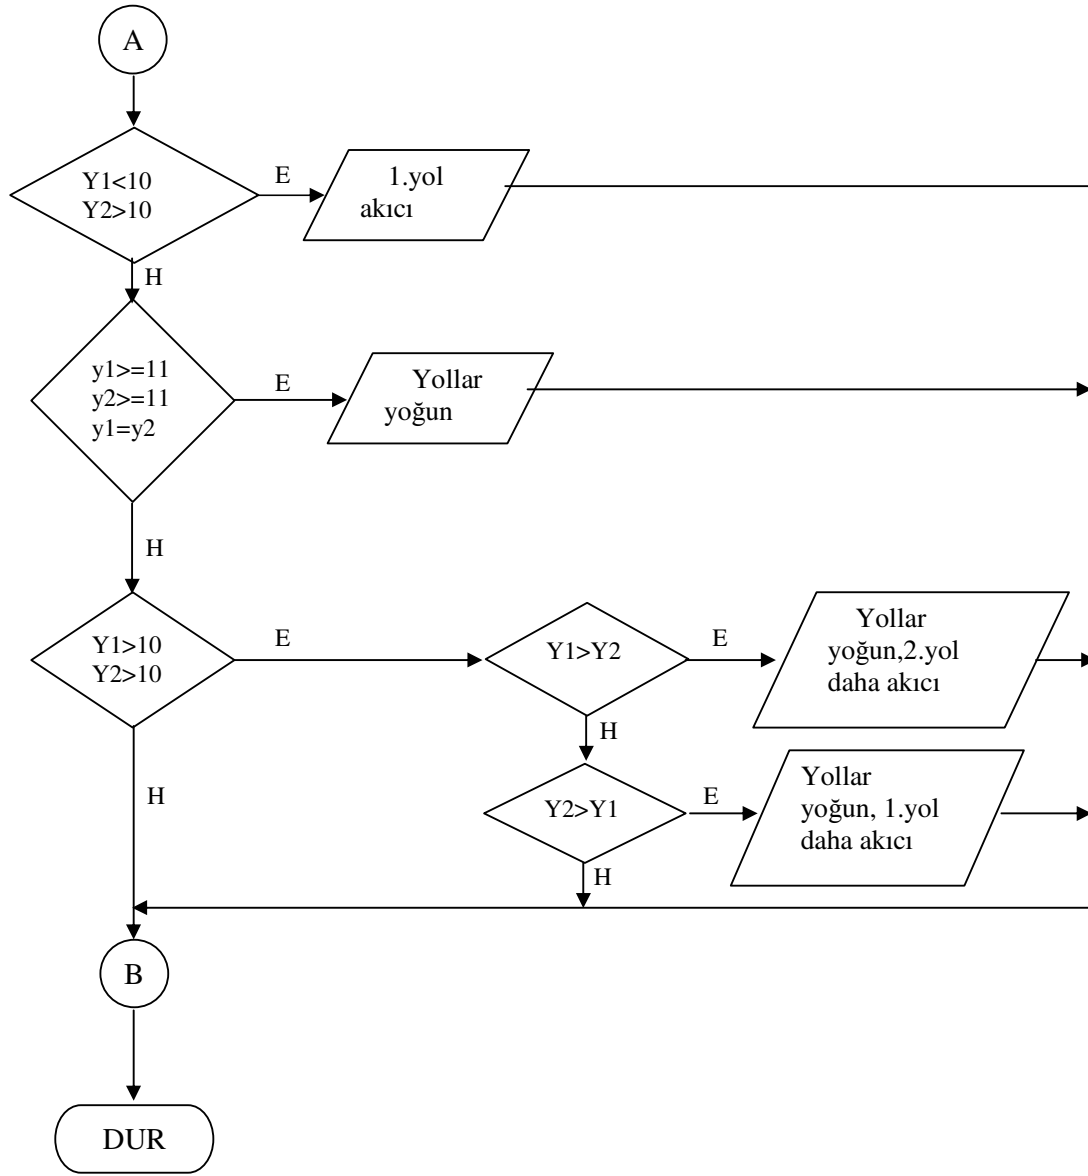 A
Y1<10
Y2>10
E
1.yol
akıcı
H
y1>=11
y2>=11
y1=y2
E
Yollar
yoğun
H
Y1>10
Y2>10
E
Y1>Y2
E
Yollar
yoğun,2.yol
daha akıcı
H
Y2>Y1
E
Yollar
yoğun, 1.yol
daha akıcı
H
H
B
DUR